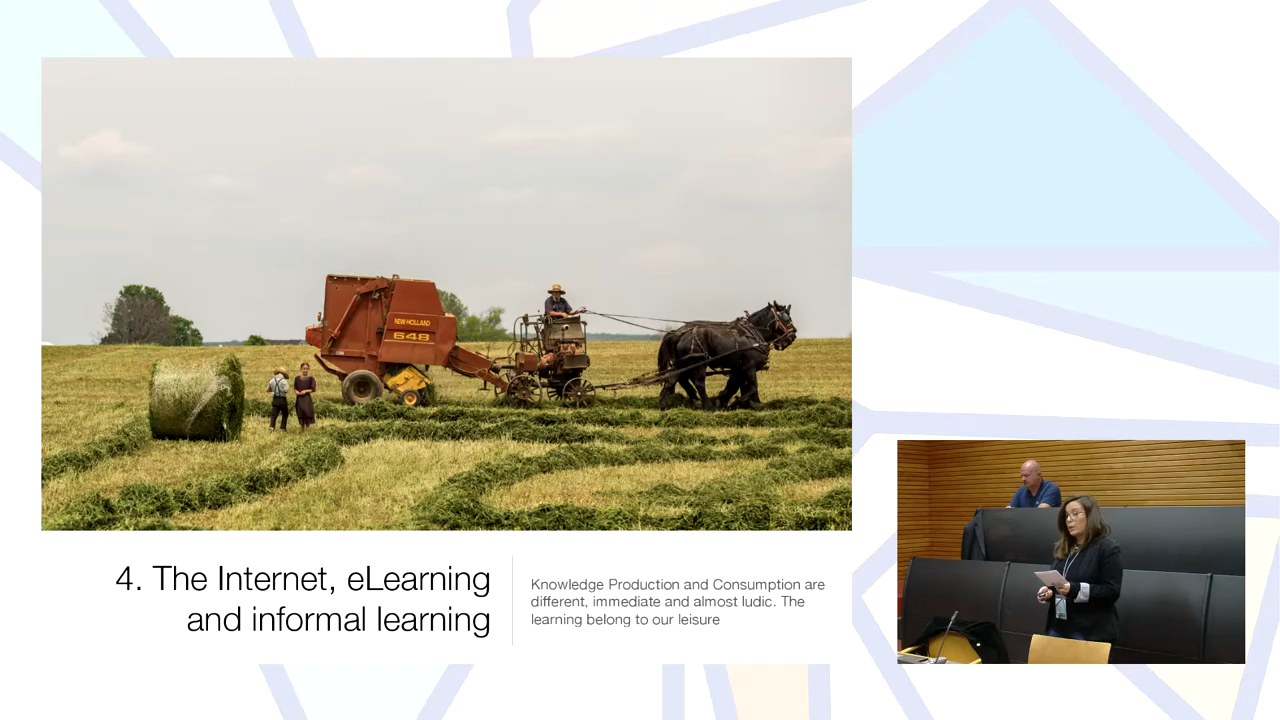 NEW HOLLAND
648
4. The Internet, eLearning
and informal learning
Knowledge Production and Consumption are
different, immediate and almost ludic. The
learning belong to our leisure